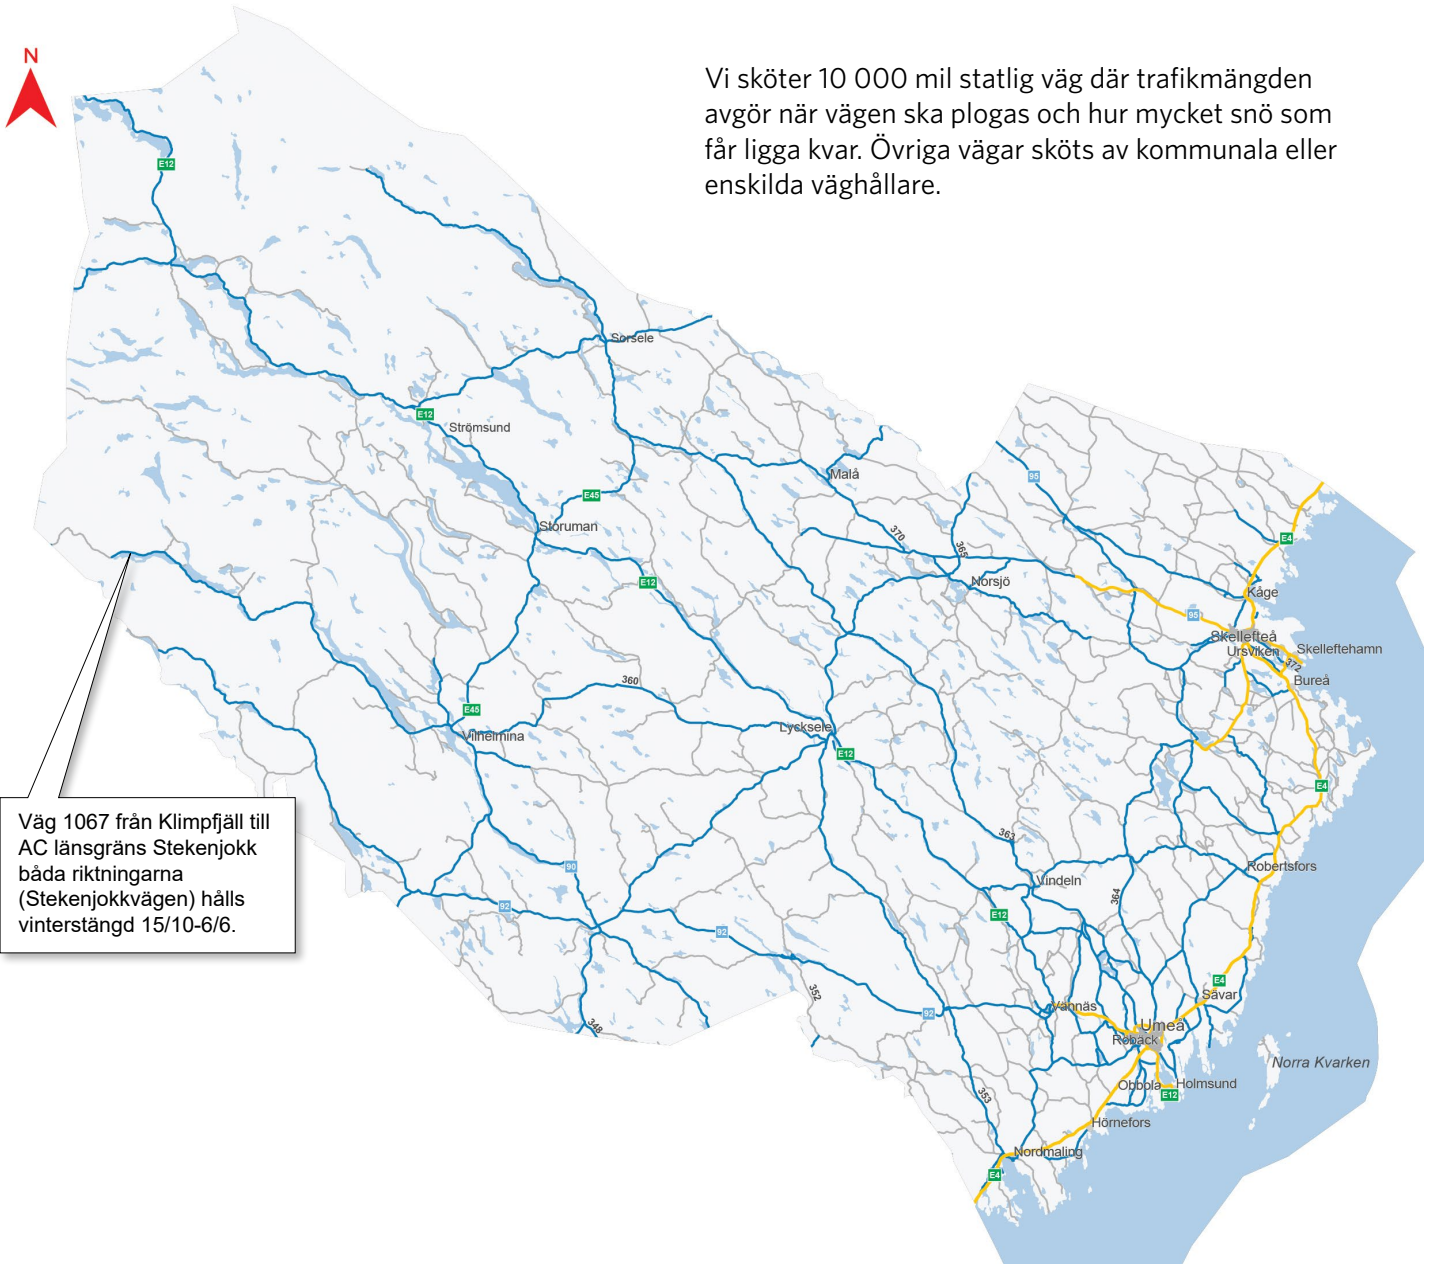 N
Vi sköter 10 000 mil statlig väg där trafikmängden
avgör när vägen ska plogas och hur mycket snö som
får ligga kvar. Övriga vägar sköts av kommunala eller
enskilda väghållare.
E12
Sorsele
E12
Strömsund
Malå
95
E45
Storuman
370
365
E4
E12
Norsjö
Kåge
95
Skellefteå
Ursviken
Skelleftehamn
372
Bureå
360
E45
Vilhelmina
Lycksele
E12
E4
Väg 1067 från Klimpfjäll till
AC länsgräns Stekenjokk
båda riktningarna
(Stekenjokkvägen) hålls
vinterstängd 15/10-6/6.
363
90
Robertsfors
Vindeln
364
92
E12
92
E4
352
Sävar
Vännäs
92
348
Umeå
Röbäck
Norra Kvarken
353
Obbola
Holmsund
E12
Hörnefors
Nordmaling
E4